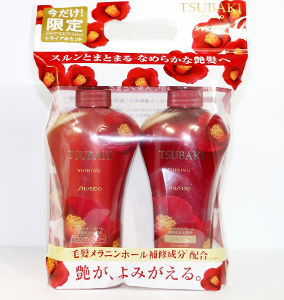 今だけ!
限定
トライアルセット
TSUBAKI
スルンとまとまる なめらかな艶髪へ
TSUBAKI
SHINING
SHISEIDO
TSUBAKI
SHINING
SHISEIDO
毛髪メラニンホール補修成分配合
艶が、よみがえる。